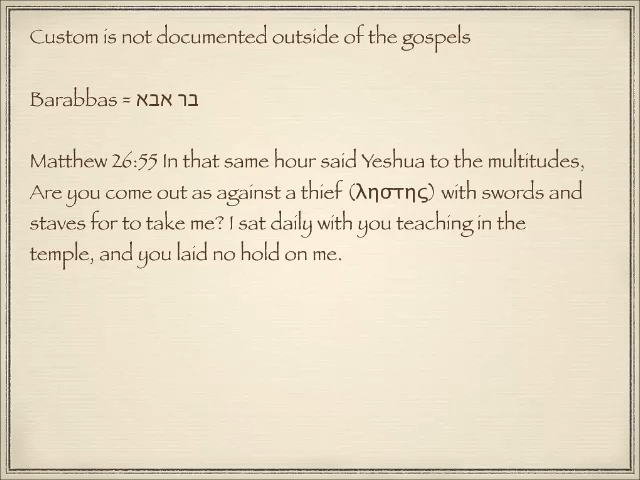 Custom is not documented outside of the gospels
Barabbas = בר אבא
Matthew 26:55 In that same hour said Yeshua to the multitudes,
Are you come out as against a thief (ληστης) with swords and
staves for to take me? I sat daily with you teaching in the
temple, and you laid no hold on me.